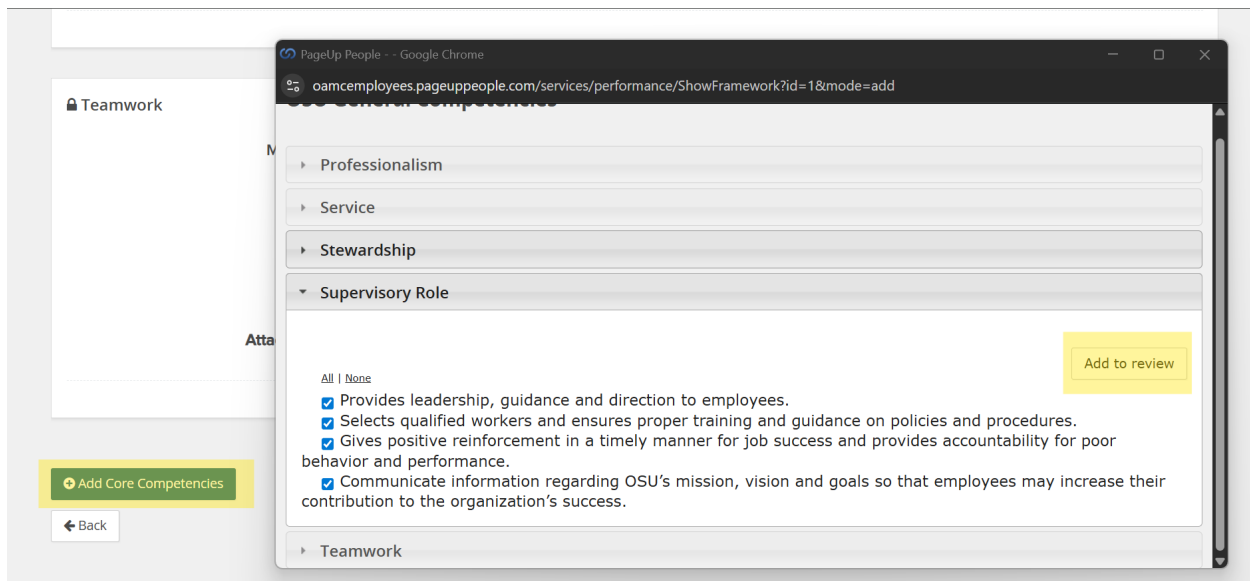 PageUp People - - Google Chrome
oamcemployees.pageuppeople.com/services/performance/ShowFramework?id=1&mode=add
Teamwork
OSU General Competencies
M
Professionalism
Service
Stewardship
Supervisory Role
Atta
Add to review
All | None
Provides leadership, guidance and direction to employees.
Selects qualified workers and ensures proper training and guidance on policies and procedures.
Gives positive reinforcement in a timely manner for job success and provides accountability for poor
behavior and performance.
Communicate information regarding OSU's mission, vision and goals so that employees may increase their
contribution to the organization's success.
Add Core Competencies
Back
Teamwork